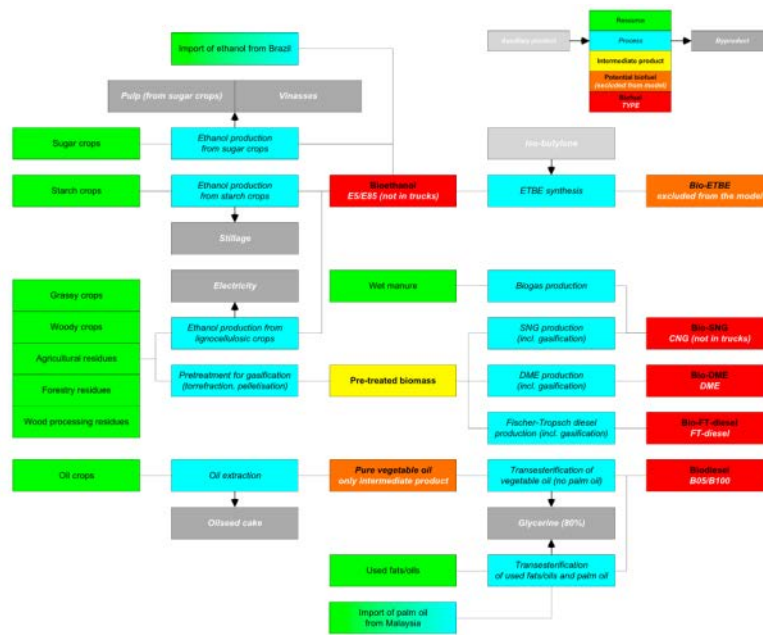 Import of ethanol from Brazil
Auxiliary product
Resource
Process
Byproduct
Intermediate product
Potential biofuel
(excluded from model)
Biofuel
TYPE
Pulp (from sugar crops)
Vinasses
Sugar crops
Ethanol production
from sugar crops
Iso-butylene
Starch crops
Ethanol production
from starch crops
Bioethanol
E5/E85 (not in trucks)
ETBE synthesis
Bio-ETBE
excluded from the model
Stillage
Electricity
Grassy crops
Wet manure
Biogas production
Woody crops
Ethanol production from
lignocellulosic crops
SNG production
(incl. gasification)
Bio-SNG
CNG (not in trucks)
Agricultural residues
Forestry residues
Pretreatment for gasification
(torrefraction, pelletisation)
Pre-treated biomass
DME production
(incl. gasification)
Bio-DME
DME
Wood processing residues
Fischer-Tropsch diesel
production (incl. gasification)
Bio-FT-diesel
FT-diesel
Oil crops
Oil extraction
Pure vegetable oil
only intermediate product
Transesterification of
vegetable oil (no palm oil)
Biodiesel
B05/B100
Oilseed cake
Glycerine (80%)
Used fats/oils
Transesterification
of used fats/oils and palm oil
Import of palm oil
from Malaysia